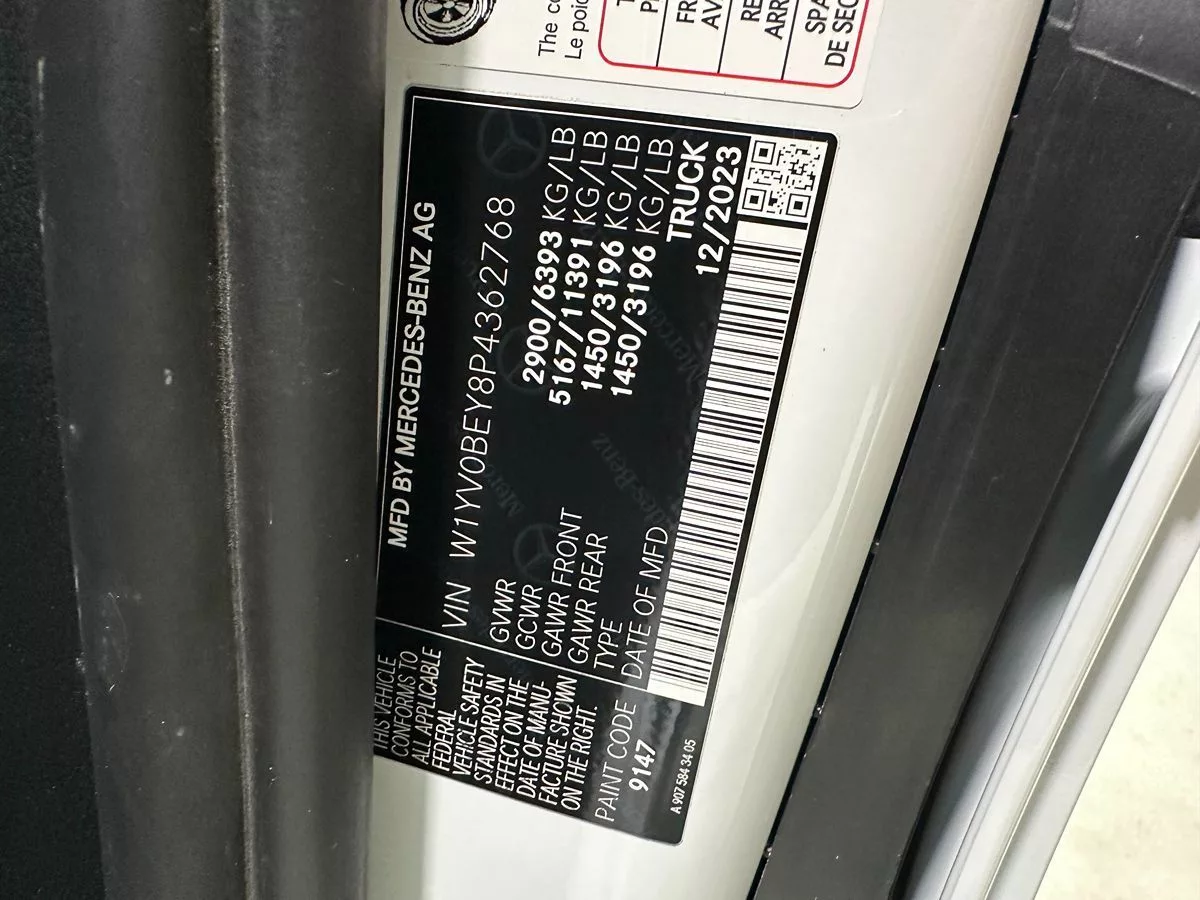 The co
Le poid
FR
AV
RE
ARR
SPA
DE SEC
MFD BY MERCEDES-BENZ AG
VIN W1YV0BEY8P4362768
GVWR 2900/6393 KG/LB
GCWR 5167/11391 KG/LB
GAWR FRONT 1450/3196 KG/LB
GAWR REAR 1450/3196 KG/LB
TYPE TRUCK
DATE OF MFD 12/2023
THIS VEHICLE
CONFORMS TO
ALL APPLICABLE
FEDERAL
VEHICLE SAFETY
STANDARDS IN
EFFECT ON THE
DATE OF MANU-
FACTURE SHOWN
ON THE RIGHT.
PAINT CODE
9147
A 907 584 34 05